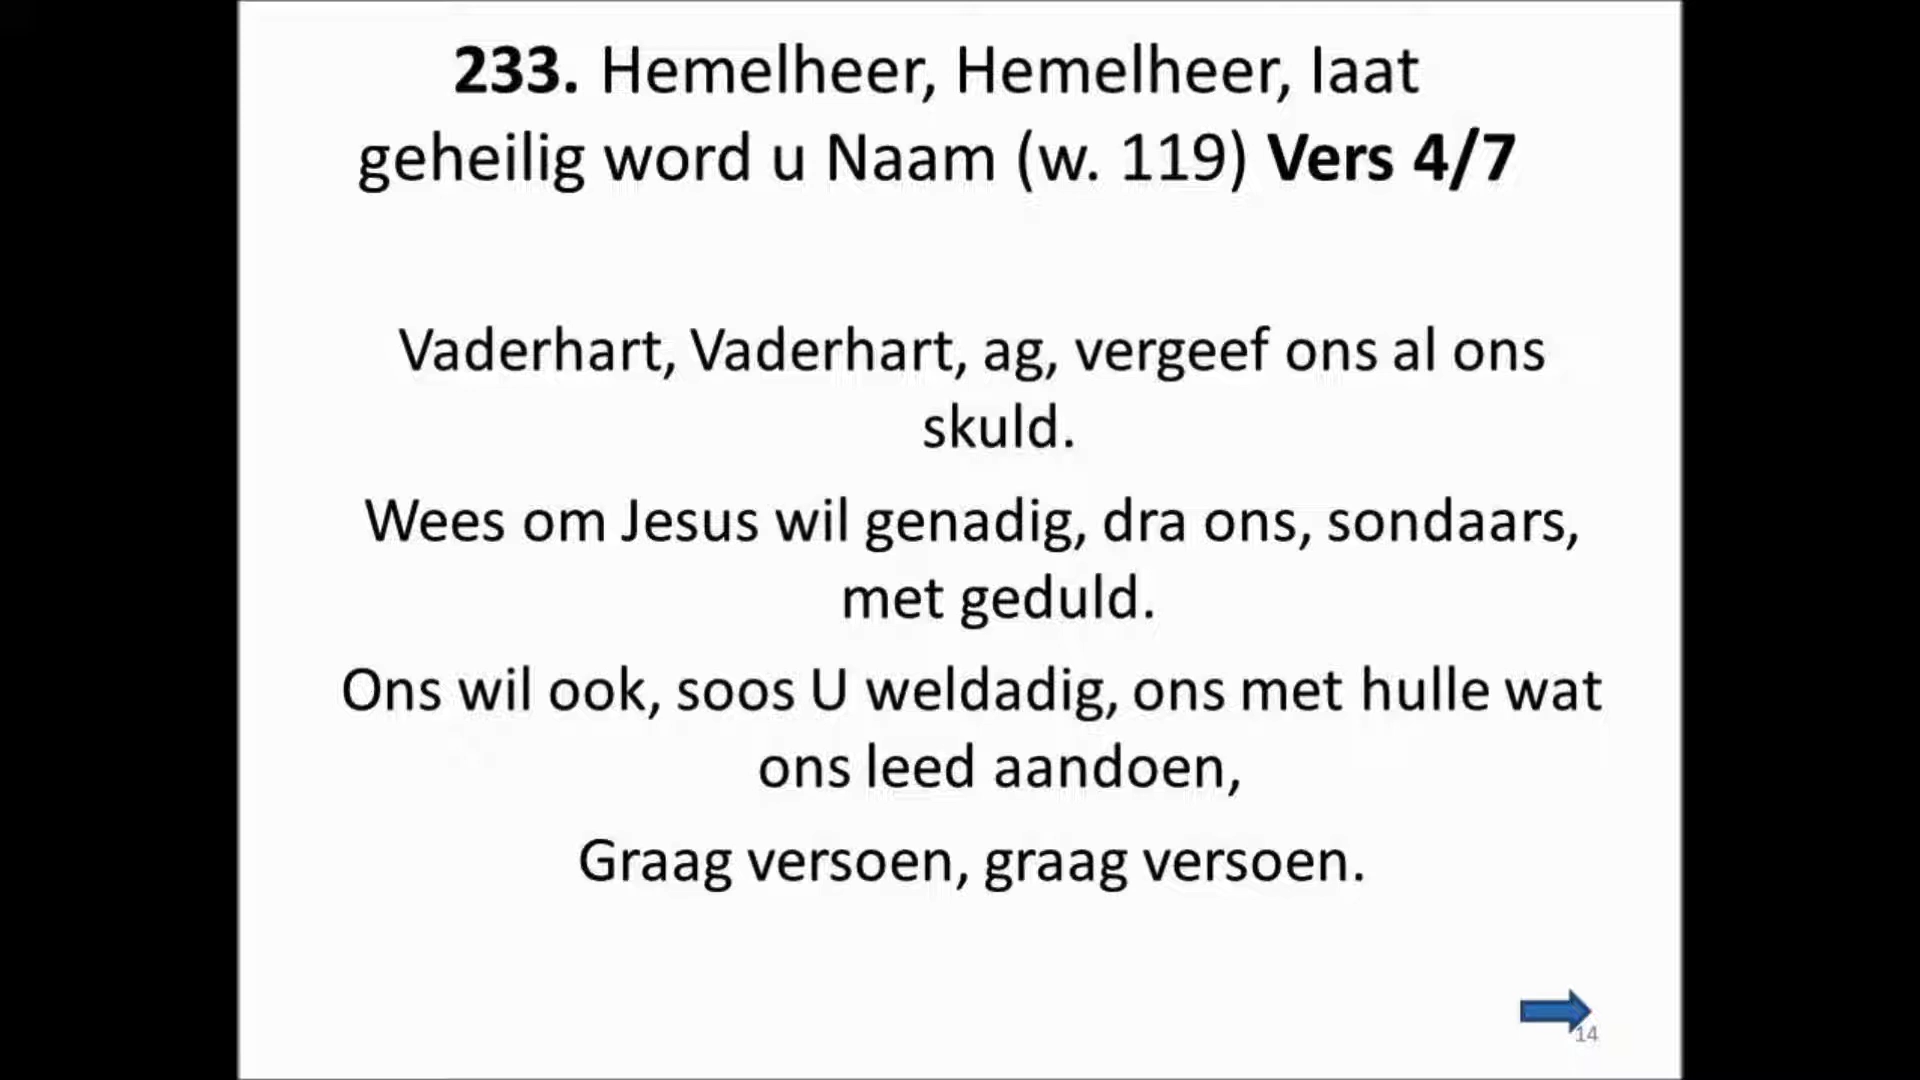 233. Hemelheer, Hemelheer, laat
geheilig word u Naam (w. 119) Vers 4/7
Vaderhart, Vaderhart, ag, vergeef ons al ons
skuld.
Wees om Jesus wil genadig, dra ons, sondaars,
met geduld.
Ons wil ook, soos U weldadig, ons met hulle wat
ons leed aandoen,
Graag versoen, graag versoen.
14